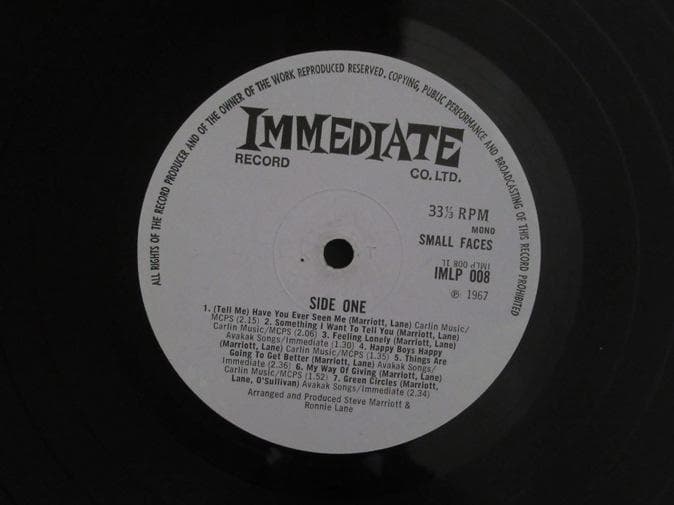 ALL RIGHTS OF THE RECORD PRODUCER AND OF THE OWNER OF THE WORK REPRODUCED RESERVED. COPYING, PUBLIC PERFORMANCE AND BROADCASTING OF THIS RECORD PROHIBITED
IMMEDIATE
RECORD CO. LTD.
33⅓ RPM
MONO
SMALL FACES
IMLP 008 1L
IMLP 008
℗ 1967
SIDE ONE
1. (Tell Me) Have You Ever Seen Me (Marriott, Lane) Carlin Music/
MCPS (2.15) 2. Something I Want To Tell You (Marriott, Lane)
Carlin Music/MCPS (2.06) 3. Feeling Lonely (Marriott, Lane)
Avakak Songs/Immediate (1.30) 4. Happy Boys Happy
(Marriott, Lane) Carlin Music/MCPS (1.35) 5. Things Are
Going To Get Better (Marriott, Lane) Avakak Songs/
Immediate (2.36) 6. My Way Of Giving (Marriott, Lane)
Carlin Music/MCPS (1.52) 7. Green Circles (Marriott,
Lane, O'Sullivan) Avakak Songs/Immediate (2.34)
Arranged and Produced Steve Marriott &
Ronnie Lane